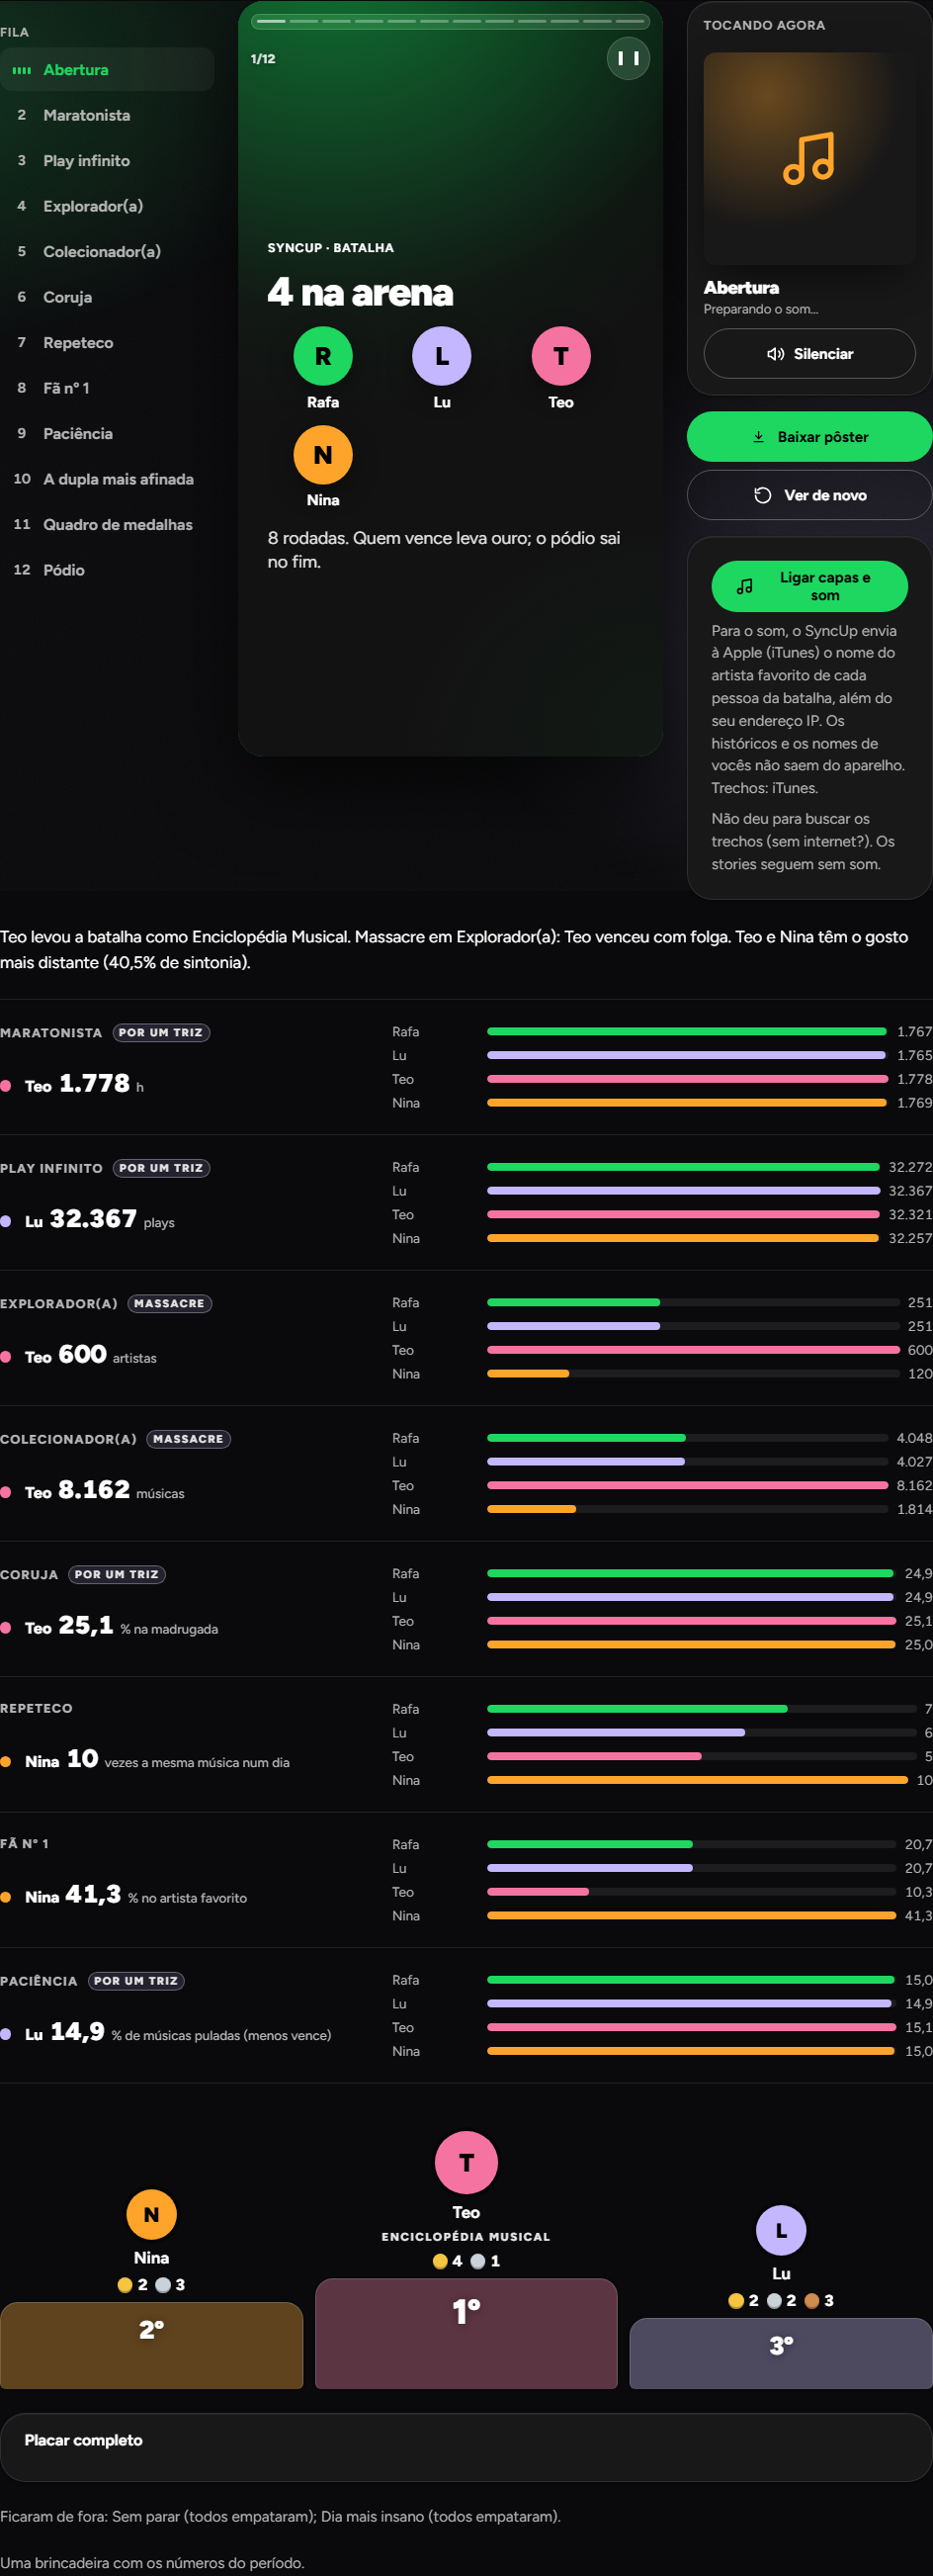 FILA
Abertura
2 Maratonista
3 Play infinito
4 Explorador(a)
5 Colecionador(a)
6 Coruja
7 Repeteco
8 Fã nº 1
9 Paciência
10 A dupla mais afinada
11 Quadro de medalhas
12 Pódio
1/12
SYNCUP · BATALHA
4 na arena
R L T
Rafa Lu Teo
N
Nina
8 rodadas. Quem vence leva ouro; o pódio sai
no fim.
TOCANDO AGORA
Abertura
Preparando o som...
Silenciar
Baixar pôster
Ver de novo
Ligar capas e
som
Para o som, o SyncUp envia
à Apple (iTunes) o nome do
artista favorito de cada
pessoa da batalha, além do
seu endereço IP. Os
históricos e os nomes de
vocês não saem do aparelho.
Trechos: iTunes.
Não deu para buscar os
trechos (sem internet?). Os
stories seguem sem som.
Teo levou a batalha como Enciclopédia Musical. Massacre em Explorador(a): Teo venceu com folga. Teo e Nina têm o gosto
mais distante (40,5% de sintonia).
MARATONISTA POR UM TRIZ
Teo 1.778 h
Rafa 1.767
Lu 1.765
Teo 1.778
Nina 1.769
PLAY INFINITO POR UM TRIZ
Lu 32.367 plays
Rafa 32.272
Lu 32.367
Teo 32.321
Nina 32.257
EXPLORADOR(A) MASSACRE
Teo 600 artistas
Rafa 251
Lu 251
Teo 600
Nina 120
COLECIONADOR(A) MASSACRE
Teo 8.162 músicas
Rafa 4.048
Lu 4.027
Teo 8.162
Nina 1.814
CORUJA POR UM TRIZ
Teo 25,1 % na madrugada
Rafa 24,9
Lu 24,9
Teo 25,1
Nina 25,0
REPETECO
Nina 10 vezes a mesma música num dia
Rafa 7
Lu 6
Teo 5
Nina 10
FÃ Nº 1
Nina 41,3 % no artista favorito
Rafa 20,7
Lu 20,7
Teo 10,3
Nina 41,3
PACIÊNCIA POR UM TRIZ
Lu 14,9 % de músicas puladas (menos vence)
Rafa 15,0
Lu 14,9
Teo 15,1
Nina 15,0
N
Nina
2 3
2º
T
Teo
ENCICLOPÉDIA MUSICAL
4 1
1º
L
Lu
2 2 3
3º
Placar completo
Ficaram de fora: Sem parar (todos empataram); Dia mais insano (todos empataram).
Uma brincadeira com os números do período.